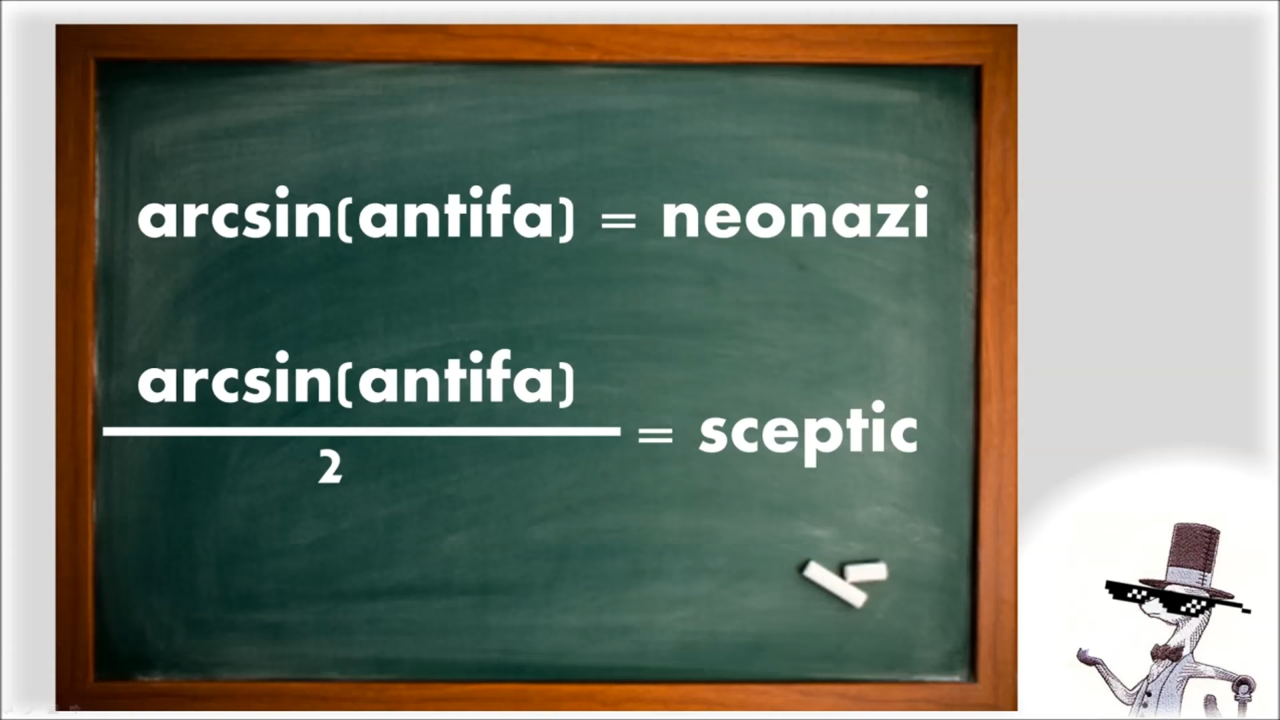 arcsin(antifa) = neonazi
arcsin(antifa)
2
= sceptic